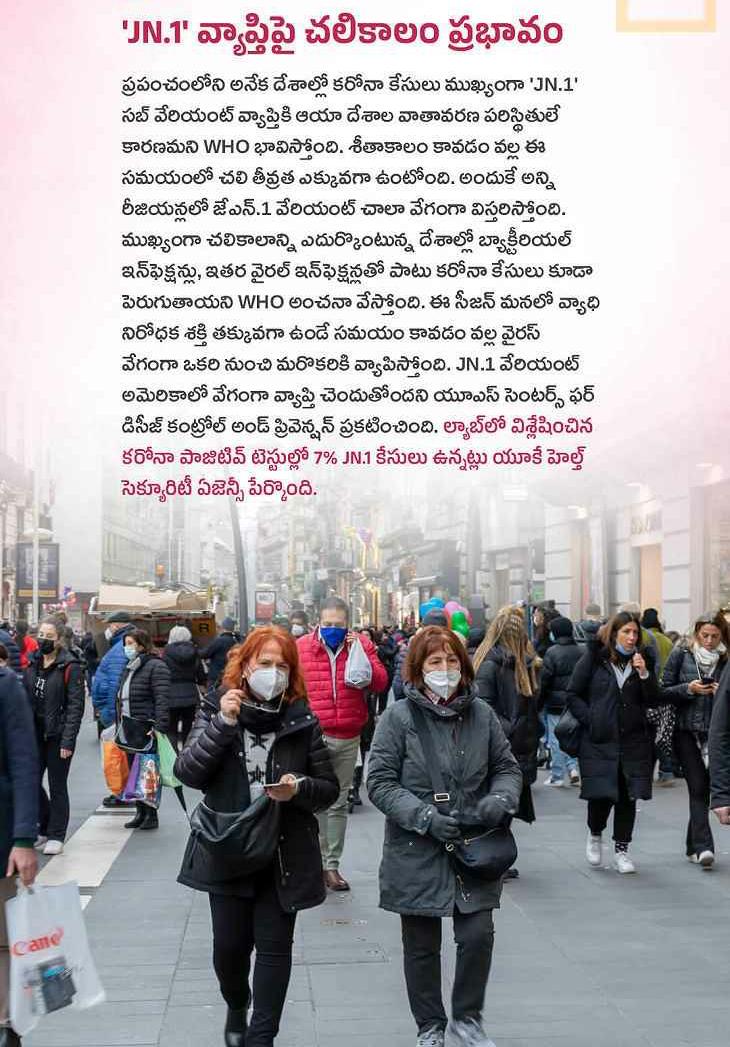 'JN.1' వ్యాప్తిపై చలికాలం ప్రభావం
ప్రపంచంలోని అనేక దేశాల్లో కరోనా కేసులు ముఖ్యంగా 'JN.1'
సబ్ వేరియంట్ వ్యాప్తికి ఆయా దేశాల వాతావరణ పరిస్థితులే
కారణమని WHO భావిస్తోంది. శీతాకాలం కావడం వల్ల ఈ
సమయంలో చలి తీవ్రత ఎక్కువగా ఉంటోంది. అందుకే అన్ని
రీజియన్లలో జేఎన్.1 వేరియంట్ చాలా వేగంగా విస్తరిస్తోంది.
ముఖ్యంగా చలికాలాన్ని ఎదుర్కొంటున్న దేశాల్లో బ్యాక్టీరియల్
ఇన్‌ఫెక్షన్లు, ఇతర వైరల్ ఇన్‌ఫెక్షన్లతో పాటు కరోనా కేసులు కూడా
పెరుగుతాయని WHO అంచనా వేస్తోంది. ఈ సీజన్ మనలో వ్యాధి
నిరోధక శక్తి తక్కువగా ఉండే సమయం కావడం వల్ల వైరస్
వేగంగా ఒకరి నుంచి మరొకరికి వ్యాపిస్తోంది. JN.1 వేరియంట్
అమెరికాలో వేగంగా వ్యాప్తి చెందుతోందని యూఎస్ సెంటర్స్ ఫర్
డిసీజ్ కంట్రోల్ అండ్ ప్రివెన్షన్ ప్రకటించింది. ల్యాబ్‌లో విశ్లేషించిన
కరోనా పాజిటివ్ టెస్టుల్లో 7% JN.1 కేసులు ఉన్నట్లు యూకే హెల్త్
సెక్యూరిటీ ఏజెన్సీ పేర్కొంది.
Canon